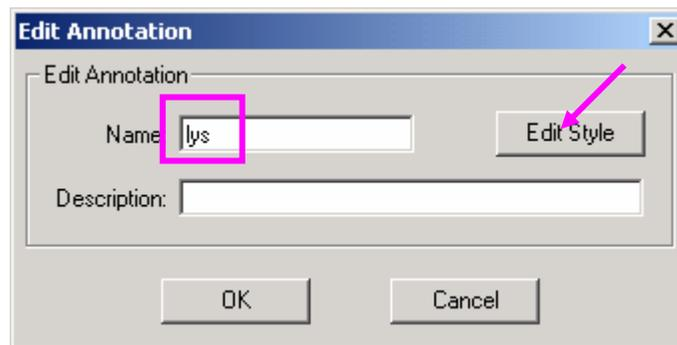 Edit Annotation
Edit Annotation
Name lys Edit Style
Description:
OK Cancel